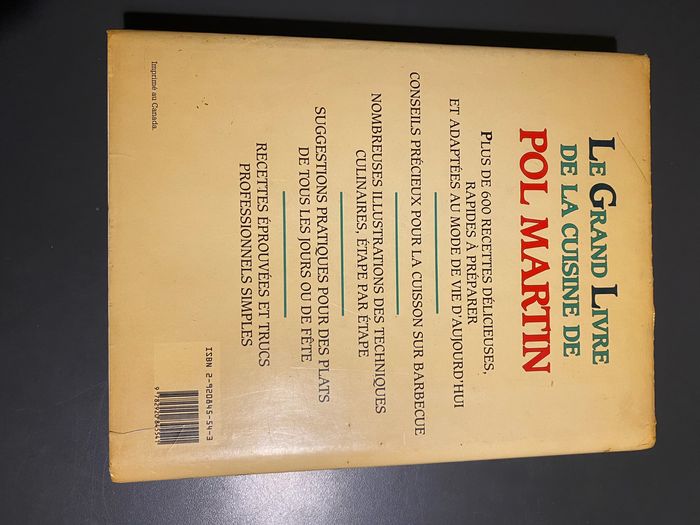 LE GRAND LIVRE
DE LA CUISINE DE
POL MARTIN
PLUS DE 600 RECETTES DÉLICIEUSES,
RAPIDES À PRÉPARER
ET ADAPTÉES AU MODE DE VIE D'AUJOURD'HUI
CONSEILS PRÉCIEUX POUR LA CUISSON SUR BARBECUE
NOMBREUSES ILLUSTRATIONS DES TECHNIQUES
CULINAIRES, ÉTAPE PAR ÉTAPE
SUGGESTIONS PRATIQUES POUR DES PLATS
DE TOUS LES JOURS OU DE FÊTE
RECETTES ÉPROUVÉES ET TRUCS
PROFESSIONNELS SIMPLES
Imprimé au Canada.
ISBN 2-920845-54-3
9 782920 845541